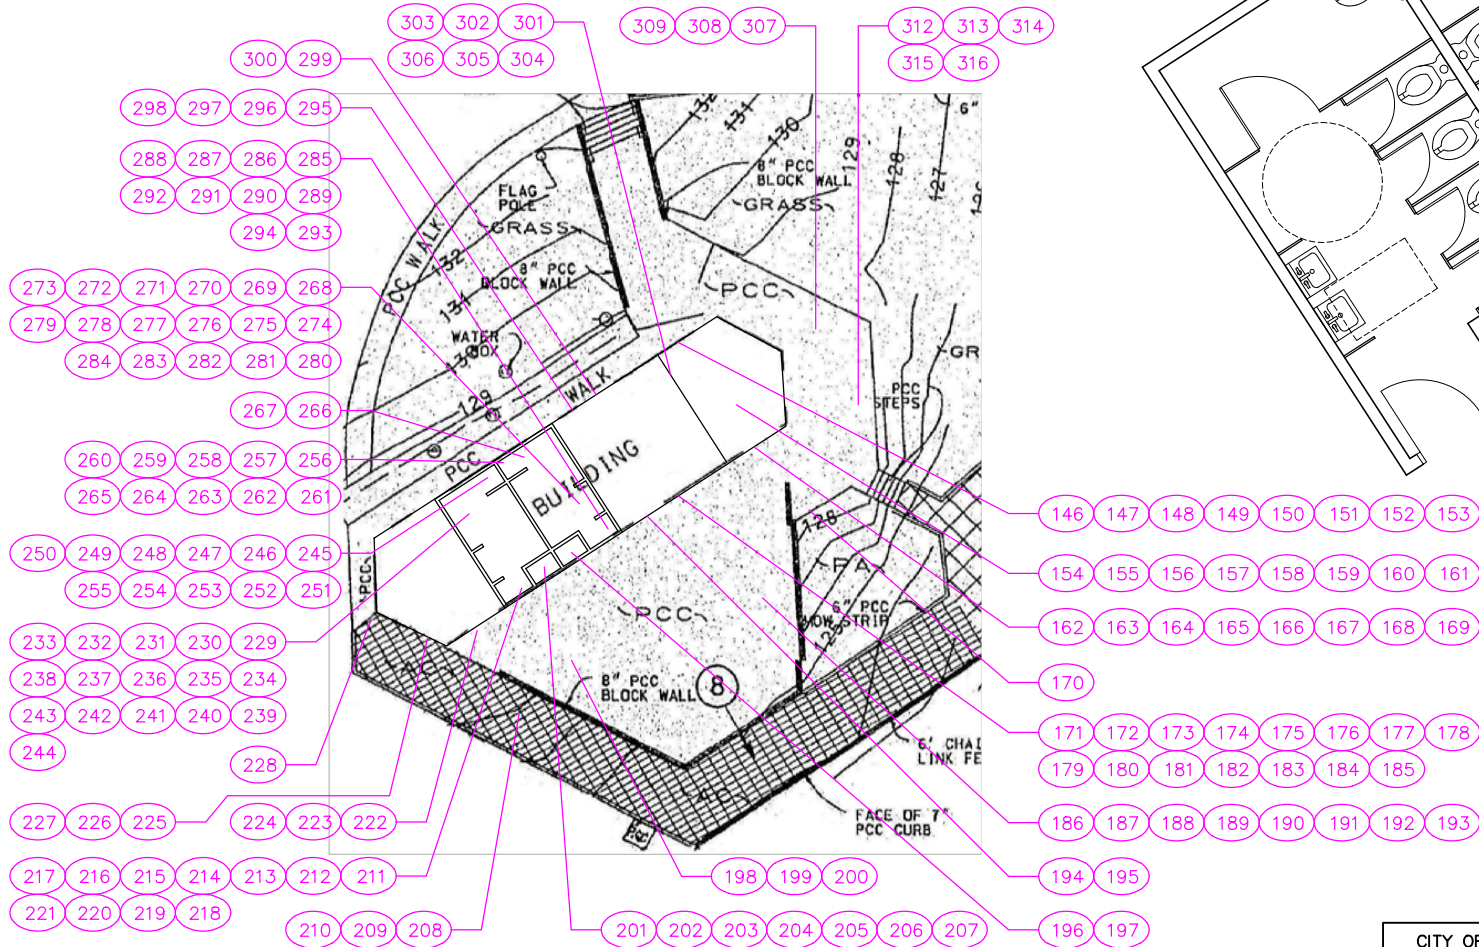 303 302 301
309 308 307
312 313 314
306 305 304
315 316
300 299
298 297 296 295
132
131
130
129
128
127
6"
8" PCC
BLOCK WALL
GRASS
288 287 286 285
292 291 290 289
294 293
FLAG
POLE
GRASS
PCC WALK
132
8" PCC
BLOCK WALL
131
PCC
273 272 271 270 269 268
279 278 277 276 275 274
284 283 282 281 280
WATER
BOX
130
GR
129
WALK
PCC
STEPS
267 266
260 259 258 257 256
265 264 263 262 261
PCC
BUILDING
146 147 148 149 150 151 152 153
128
250 249 248 247 246 245
255 254 253 252 251
PCC
154 155 156 157 158 159 160 161
PA
6" PCC
MOW STRIP
PCC
125
162 163 164 165 166 167 168 169
233 232 231 230 229
238 237 236 235 234
243 242 241 240 239
244
228
8" PCC
BLOCK WALL
8
170
171 172 173 174 175 176 177 178
179 180 181 182 183 184 185
6' CHAI
LINK FE
AC
227 226 225
224 223 222
FACE OF 7"
PCC CURB
186 187 188 189 190 191 192 193
217 216 215 214 213 212 211
221 220 219 218
198 199 200
194 195
210 209 208
201 202 203 204 205 206 207
196 197
CITY OF